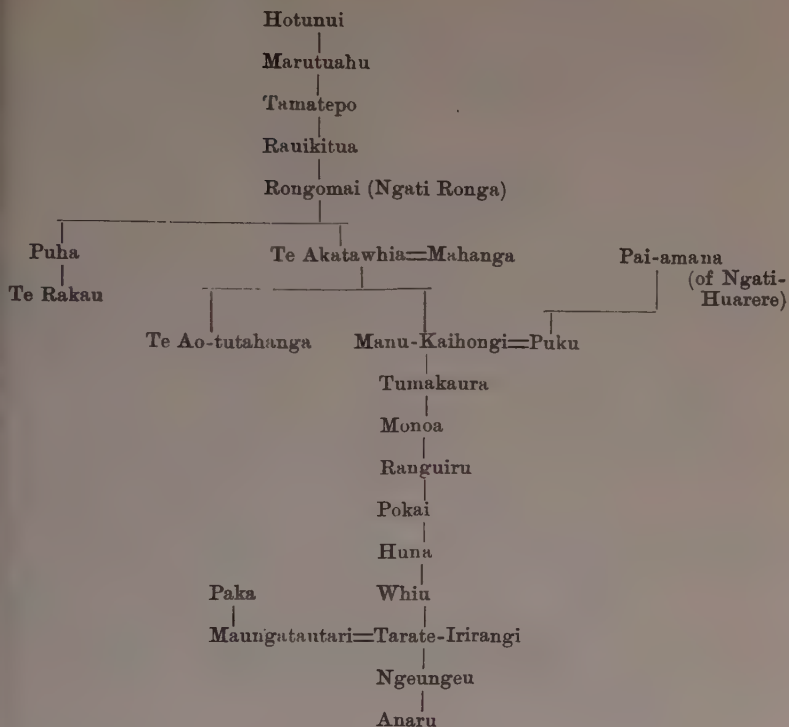 Hotunui
Marutuahu
Tamatepo
Rauikitua
Rongomai (Ngati Ronga)
Puha Te Akatawhia=Mahanga Pai-amana
Te Rakau (of Ngati-
Huarere)
Te Ao-tutahanga Manu-Kaihongi=Puku
Tumakaura
Monoa
Ranguiru
Pokai
Huna
Paka Whiu
Maungatautari=Tarate-Irirangi
Ngeungeu
Anaru